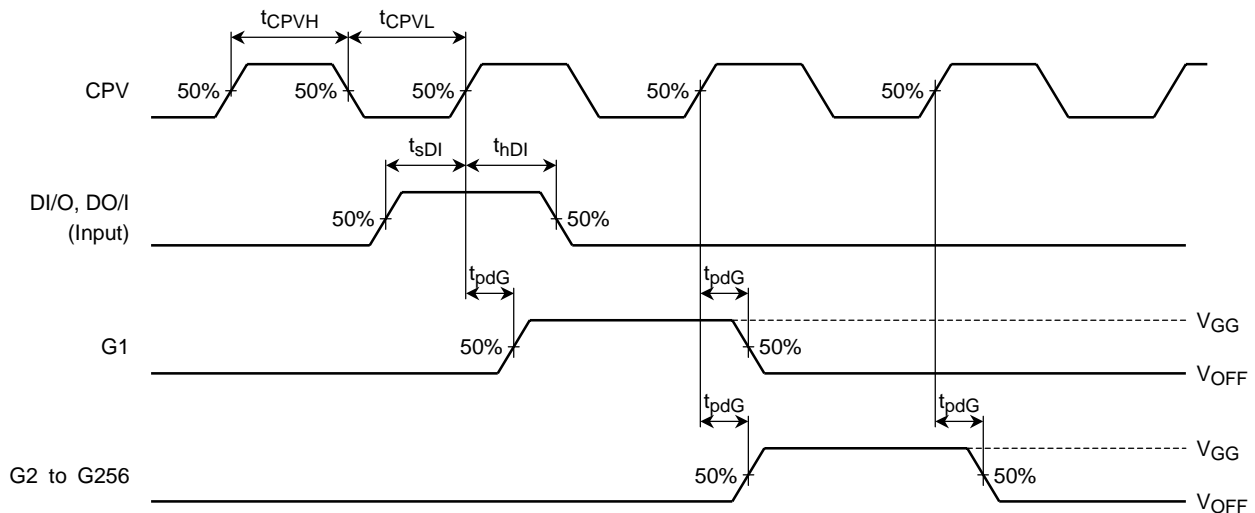 tCPVH tCPVL
CPV 50% 50% 50% 50% 50%
tsDI thDI
DI/O, DO/I
(Input)
50% 50%
tpdG tpdG
G1 50% 50% VGG
VOFF
tpdG tpdG
G2 to G256 50% 50% VGG
VOFF